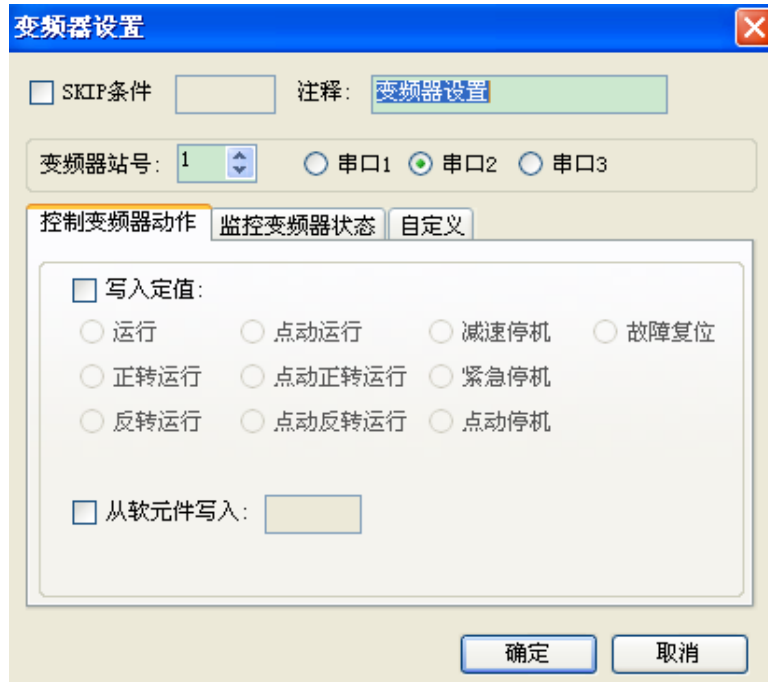 变频器设置
SKIP条件 注释: 变频器设置
变频器站号: 1 串口1 串口2 串口3
控制变频器动作 监控变频器状态 自定义
写入定值:
运行 点动运行 减速停机 故障复位
正转运行 点动正转运行 紧急停机
反转运行 点动反转运行 点动停机
从软元件写入:
确定 取消